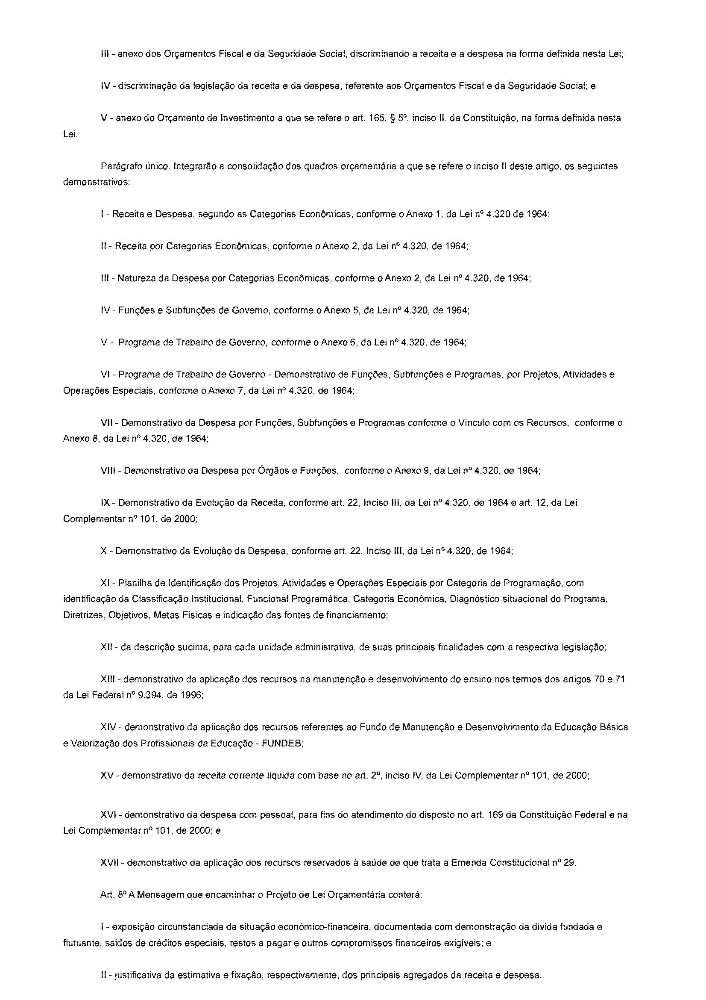 III - anexo dos Orçamentos Fiscal e da Seguridade Social, discriminando a receita e a despesa na forma definida nesta Lei;
IV - discriminação da legislação da receita e da despesa, referente aos Orçamentos Fiscal e da Seguridade Social; e
V - anexo do Orçamento de Investimento a que se refere o art. 165, § 5º, inciso II, da Constituição, na forma definida nesta
Lei.
Parágrafo único. Integrarão a consolidação dos quadros orçamentária a que se refere o inciso II deste artigo, os seguintes
demonstrativos:
I - Receita e Despesa, segundo as Categorias Econômicas, conforme o Anexo 1, da Lei nº 4.320 de 1964;
II - Receita por Categorias Econômicas, conforme o Anexo 2, da Lei nº 4.320, de 1964;
III - Natureza da Despesa por Categorias Econômicas, conforme o Anexo 2, da Lei nº 4.320, de 1964;
IV - Funções e Subfunções de Governo, conforme o Anexo 5, da Lei nº 4.320, de 1964;
V - Programa de Trabalho de Governo, conforme o Anexo 6, da Lei nº 4.320, de 1964;
VI - Programa de Trabalho de Governo - Demonstrativo de Funções, Subfunções e Programas, por Projetos, Atividades e
Operações Especiais, conforme o Anexo 7, da Lei nº 4.320, de 1964;
VII - Demonstrativo da Despesa por Funções, Subfunções e Programas conforme o Vínculo com os Recursos, conforme o
Anexo 8, da Lei nº 4.320, de 1964;
VIII - Demonstrativo da Despesa por Órgãos e Funções, conforme o Anexo 9, da Lei nº 4.320, de 1964;
IX - Demonstrativo da Evolução da Receita, conforme art. 22, Inciso III, da Lei nº 4.320, de 1964 e art. 12, da Lei
Complementar nº 101, de 2000;
X - Demonstrativo da Evolução da Despesa, conforme art. 22, Inciso III, da Lei nº 4.320, de 1964;
XI - Planilha de Identificação dos Projetos, Atividades e Operações Especiais por Categoria de Programação, com
identificação da Classificação Institucional, Funcional Programática, Categoria Econômica, Diagnóstico situacional do Programa,
Diretrizes, Objetivos, Metas Físicas e indicação das fontes de financiamento;
XII - da descrição sucinta, para cada unidade administrativa, de suas principais finalidades com a respectiva legislação;
XIII - demonstrativo da aplicação dos recursos na manutenção e desenvolvimento do ensino nos termos dos artigos 70 e 71
da Lei Federal nº 9.394, de 1996;
XIV - demonstrativo da aplicação dos recursos referentes ao Fundo de Manutenção e Desenvolvimento da Educação Básica
e Valorização dos Profissionais da Educação - FUNDEB;
XV - demonstrativo da receita corrente líquida com base no art. 2º, inciso IV, da Lei Complementar nº 101, de 2000;
XVI - demonstrativo da despesa com pessoal, para fins do atendimento do disposto no art. 169 da Constituição Federal e na
Lei Complementar nº 101, de 2000; e
XVII - demonstrativo da aplicação dos recursos reservados à saúde de que trata a Emenda Constitucional nº 29.
Art. 8º A Mensagem que encaminhar o Projeto de Lei Orçamentária conterá:
I - exposição circunstanciada da situação econômico-financeira, documentada com demonstração da dívida fundada e
flutuante, saldos de créditos especiais, restos a pagar e outros compromissos financeiros exigíveis; e
II - justificativa da estimativa e fixação, respectivamente, dos principais agregados da receita e despesa.